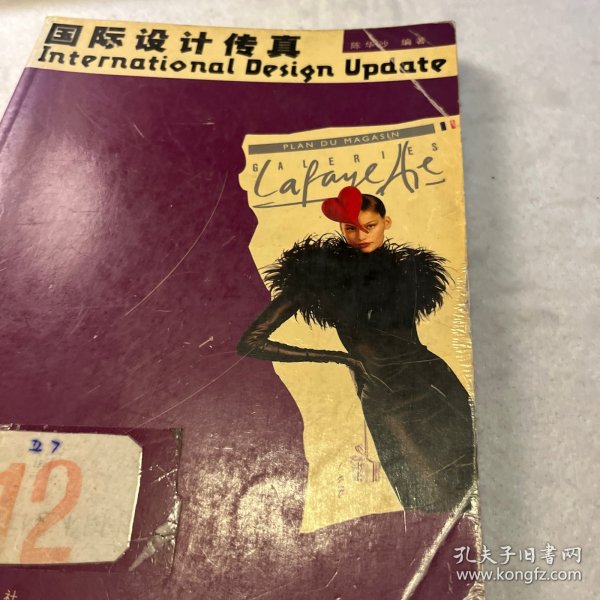 国际设计传真
陈华沙 编著
International Design Update
PLAN DU MAGASIN
GALERIES
Lafayette
12
社
孔夫子旧书网
www.kongfz.com